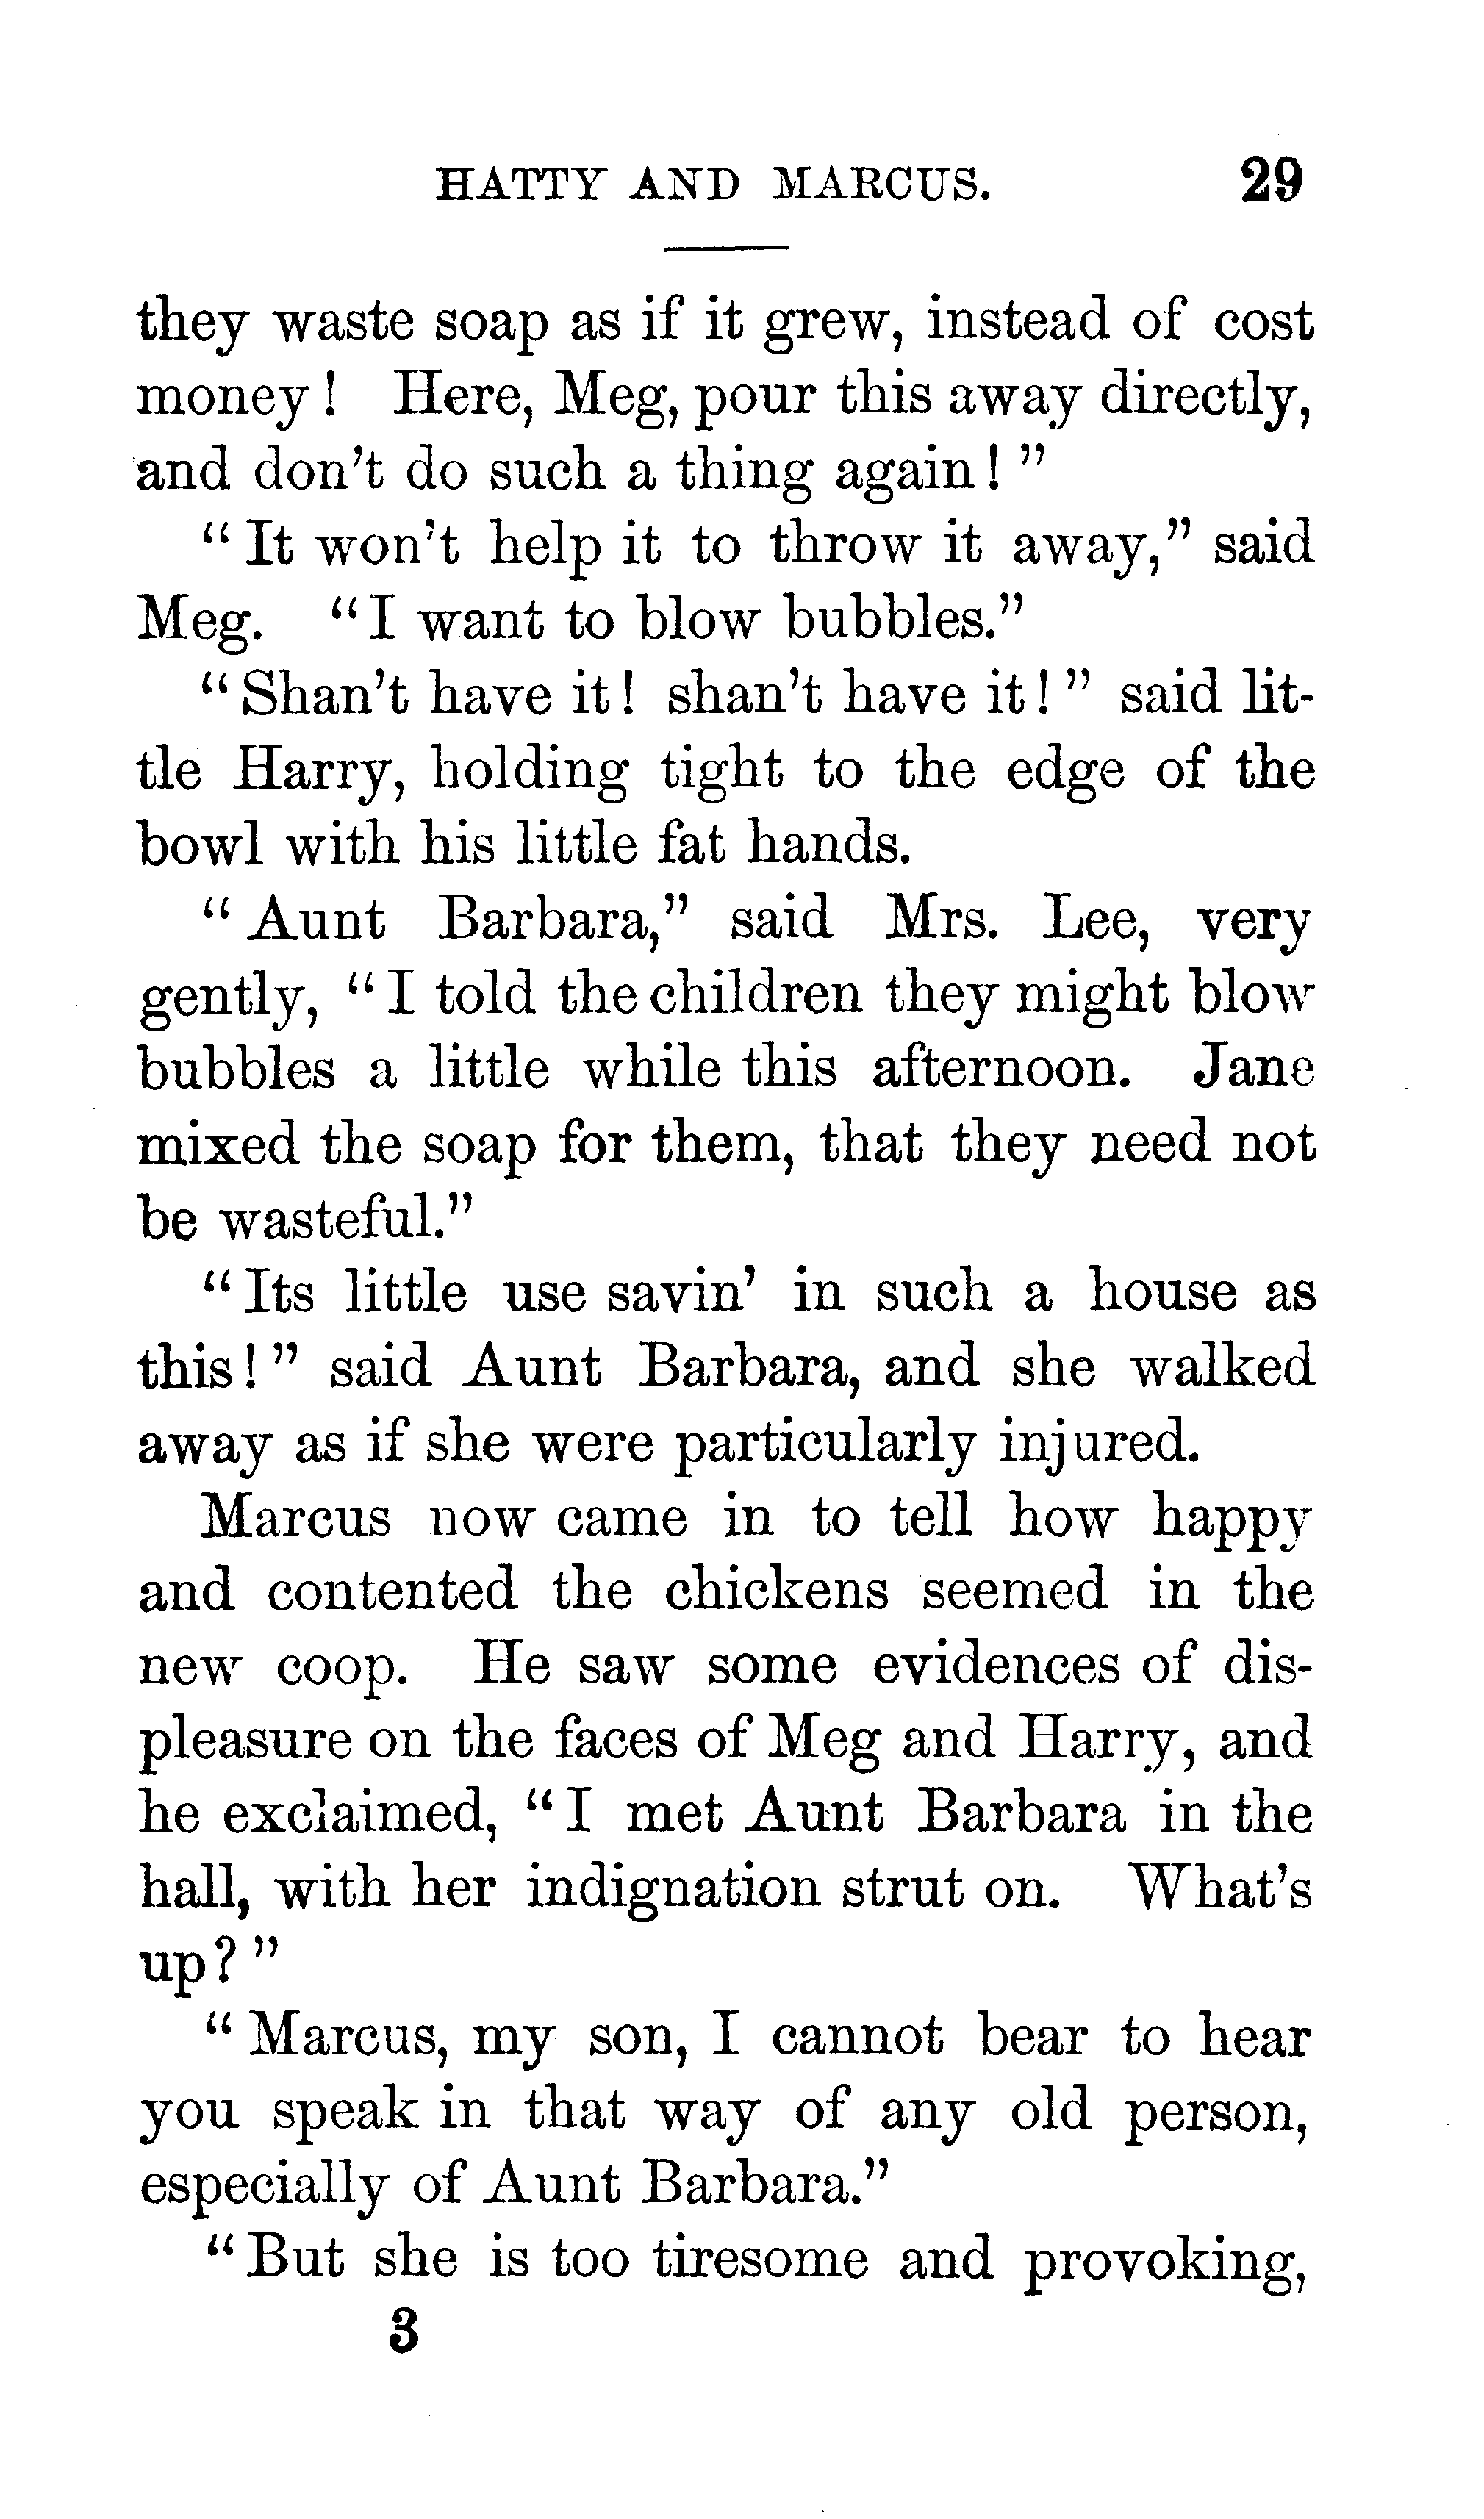 HATTY AND MARCUS. 29
they waste soap as if it grew, instead of cost
money! Here, Meg, pour this away directly,
and don't do such a thing again!"
"It won't help it to throw it away," said
Meg. "I want to blow bubbles."
"Shan't have it! shan't have it!" said lit-
tle Harry, holding tight to the edge of the
bowl with his little fat hands.
"Aunt Barbara," said Mrs. Lee, very
gently, "I told the children they might blow
bubbles a little while this afternoon. Jane
mixed the soap for them, that they need not
be wasteful."
"Its little use savin' in such a house as
this!" said Aunt Barbara, and she walked
away as if she were particularly injured.
Marcus now came in to tell how happy
and contented the chickens seemed in the
new coop. He saw some evidences of dis-
pleasure on the faces of Meg and Harry, and
he exclaimed, "I met Aunt Barbara in the
hall, with her indignation strut on. What's
up?"
"Marcus, my son, I cannot bear to hear
you speak in that way of any old person,
especially of Aunt Barbara."
"But she is too tiresome and provoking,
3